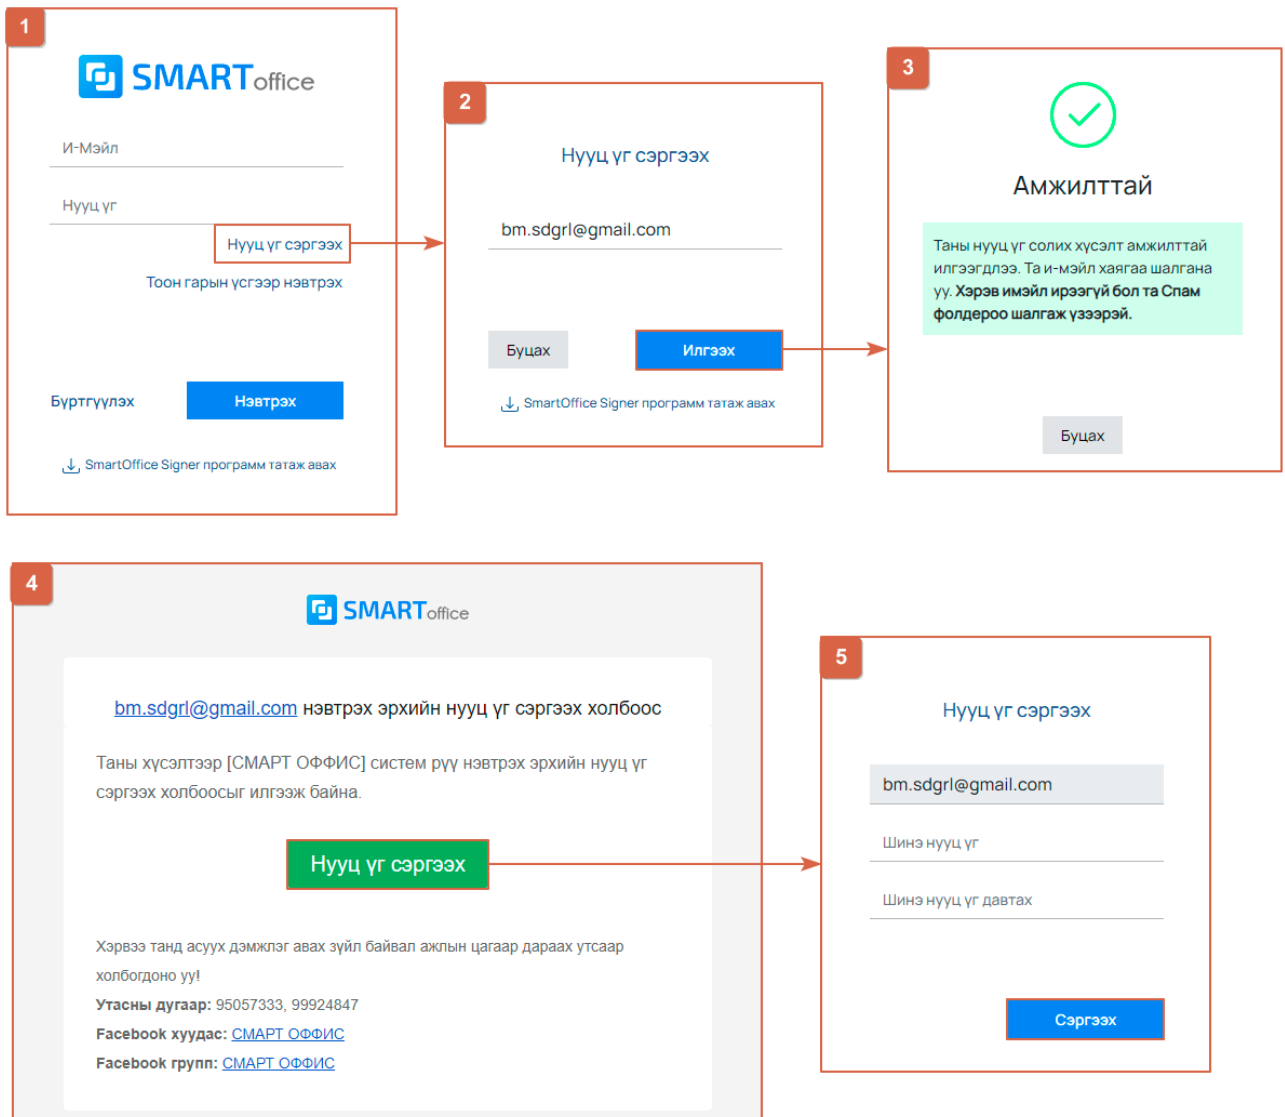 1
SMARToffice
И-Мэйл
Нууц үг
Нууц үг сэргээх
Тоон гарын үсгээр нэвтрэх
Бүртгүүлэх
Нэвтрэх
SmartOffice Signer программ татаж авах
2
Нууц үг сэргээх
bm.sdgrl@gmail.com
Буцах
Илгээх
SmartOffice Signer программ татаж авах
3
Амжилттай
Таны нууц үг солих хүсэлт амжилттай
илгээгдлээ. Та и-мэйл хаягаа шалгана
уу. Хэрэв имэйл ирээгүй бол та Спам
фолдероо шалгаж үзээрэй.
Буцах
4
SMARToffice
bm.sdgrl@gmail.com нэвтрэх эрхийн нууц үг сэргээх холбоос
Таны хүсэлтээр [СМАРТ ОФФИС] систем рүү нэвтрэх эрхийн нууц үг
сэргээх холбоосыг илгээж байна.
Нууц үг сэргээх
Хэрвээ танд асуух дэмжлэг авах зүйл байвал ажлын цагаар дараах утсаар
холбогдоно уу!
Утасны дугаар: 95057333, 99924847
Facebook хуудас: СМАРТ ОФФИС
Facebook групп: СМАРТ ОФФИС
5
Нууц үг сэргээх
bm.sdgrl@gmail.com
Шинэ нууц үг
Шинэ нууц үг давтах
Сэргээх